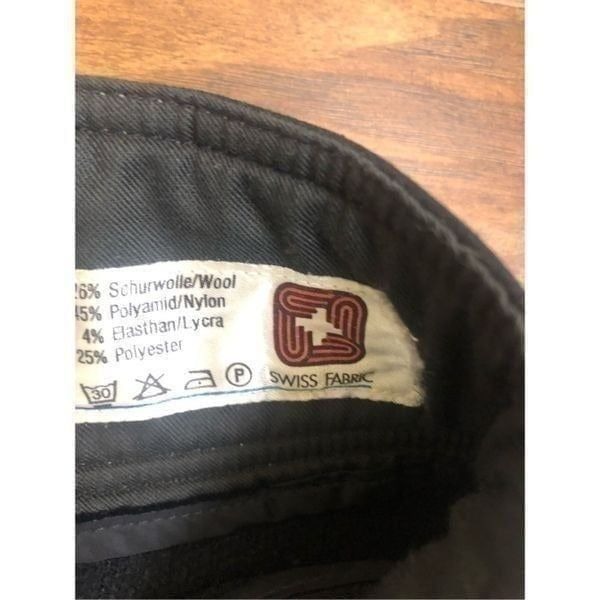 26% Schurwolle/Wool
45% Polyamid/Nylon
4% Elasthan/Lycra
25% Polyester
30 P SWISS FABRIC